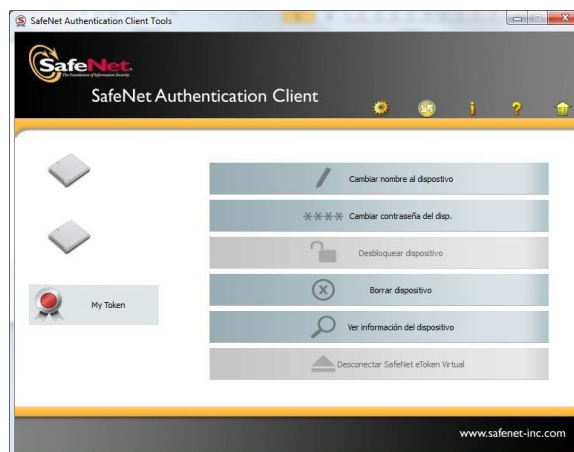 SafeNet Authentication Client Tools
SafeNet.
The Foundation of Information Security
SafeNet Authentication Client
Cambiar nombre al dispostivo
**** Cambiar contraseña del disp.
Desbloquear dispositivo
Borrar dispositivo
My Token
Ver información del dispositivo
Desconectar SafeNet eToken Virtual
www.safenet-inc.com